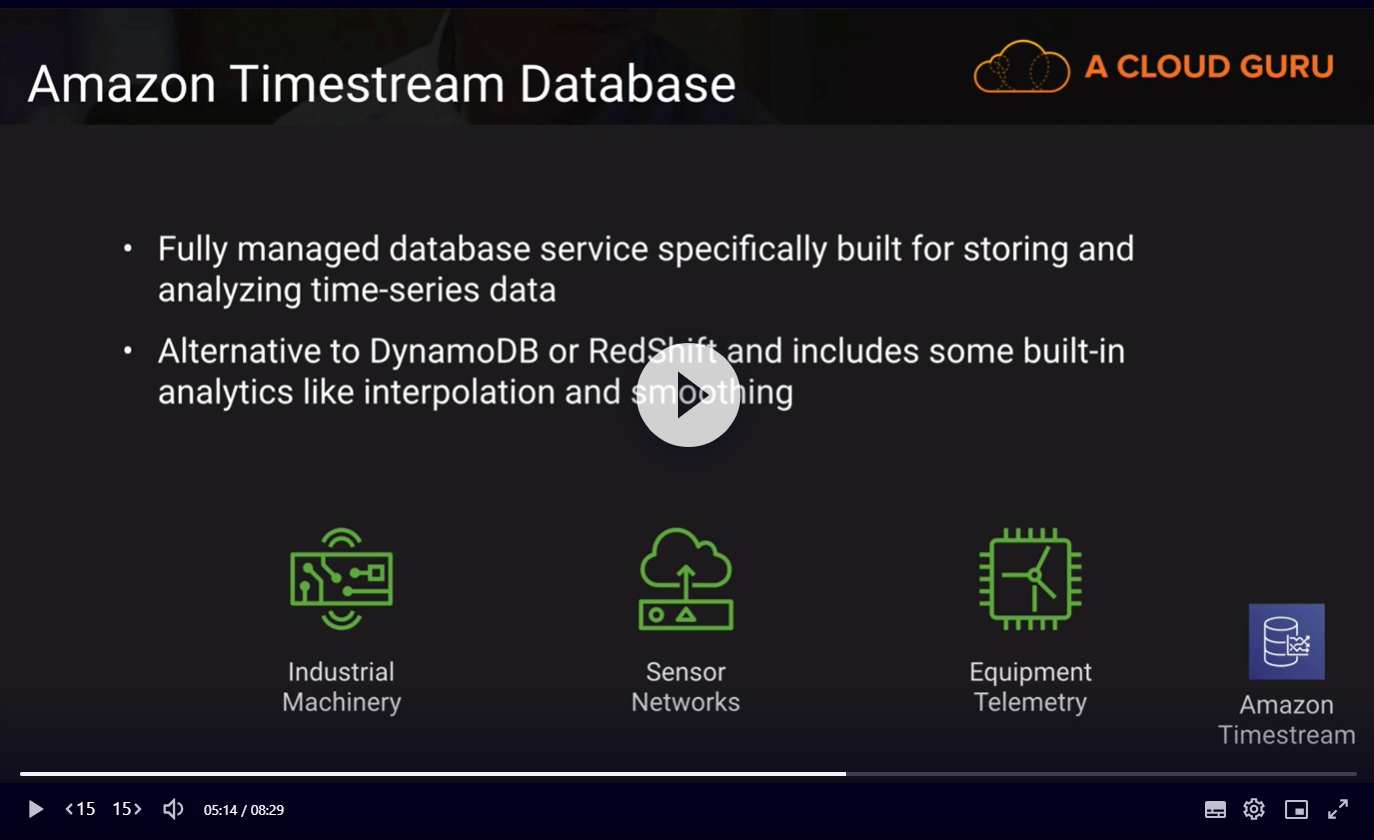 Amazon Timestream Database
A CLOUD GURU
• Fully managed database service specifically built for storing and
analyzing time-series data
• Alternative to DynamoDB or RedShift and includes some built-in
analytics like interpolation and smoothing
Industrial
Machinery
Sensor
Networks
Equipment
Telemetry
Amazon
Timestream
15 15 05:14 / 08:29